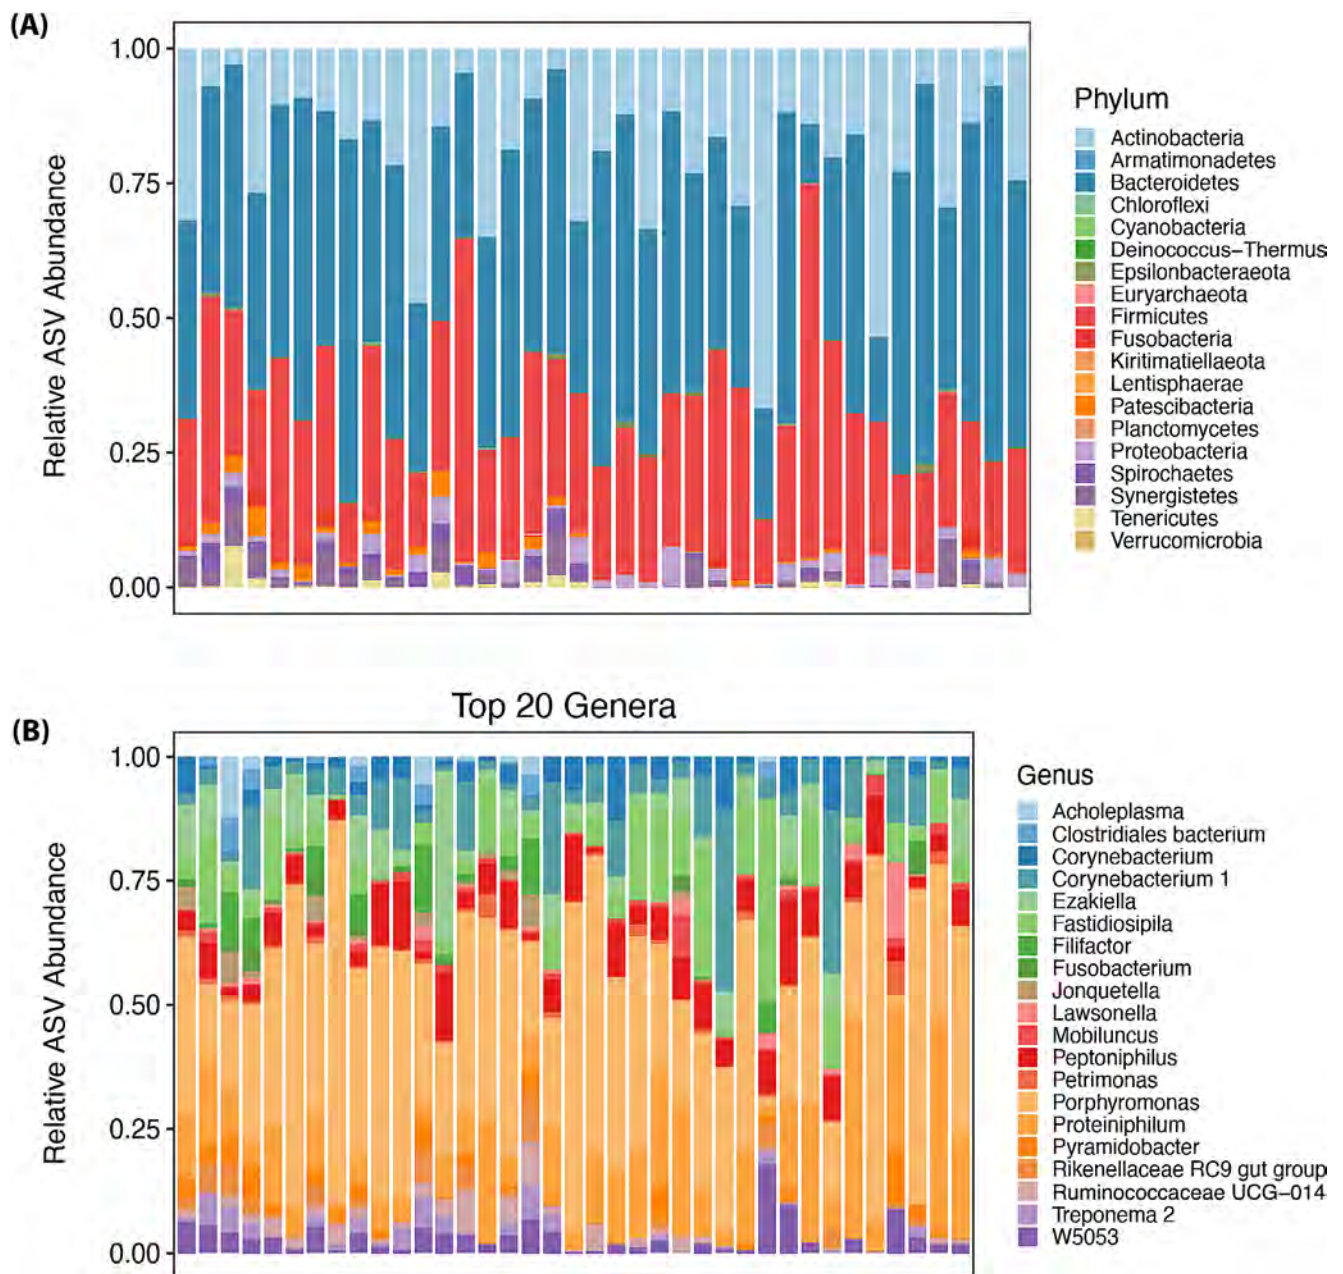 (A)
1.00
0.75
0.50
0.25
0.00
Relative ASV Abundance
Phylum
Actinobacteria
Armatimonadetes
Bacteroidetes
Chloroflexi
Cyanobacteria
Deinococcus-Thermus
Epsilonbacteraeota
Euryarchaeota
Firmicutes
Fusobacteria
Kiritimatiellaeota
Lentisphaerae
Patescibacteria
Planctomycetes
Proteobacteria
Spirochaetes
Synergistetes
Tenericutes
Verrucomicrobia
Top 20 Genera
(B)
1.00
0.75
0.50
0.25
0.00
Relative ASV Abundance
Genus
Acholeplasma
Clostridiales bacterium
Corynebacterium
Corynebacterium 1
Ezakiella
Fastidiosipila
Filifactor
Fusobacterium
Jonquetella
Lawsonella
Mobiluncus
Peptoniphilus
Petrimonas
Porphyromonas
Proteiniphilum
Pyramidobacter
Rikenellaceae RC9 gut group
Ruminococcaceae UCG-014
Treponema 2
W5053